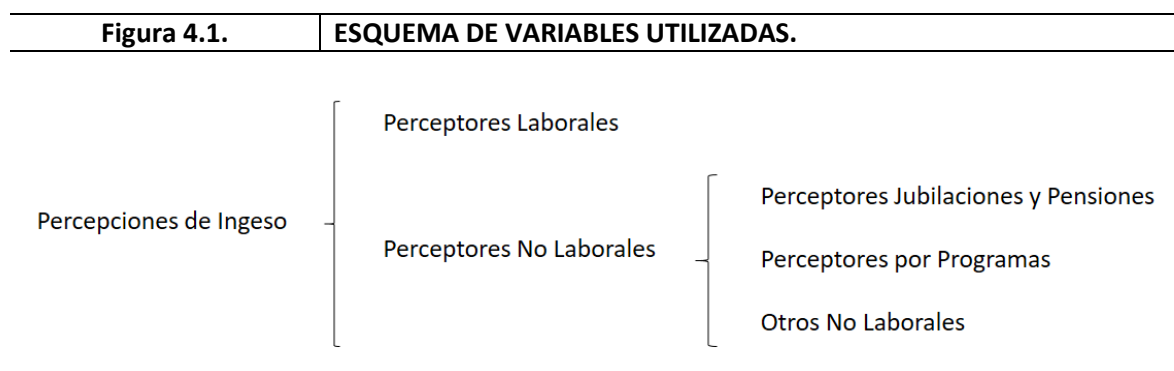 Figura 4.1. ESQUEMA DE VARIABLES UTILIZADAS.
Percepciones de Ingeso
Perceptores Laborales
Perceptores No Laborales
Perceptores Jubilaciones y Pensiones
Perceptores por Programas
Otros No Laborales